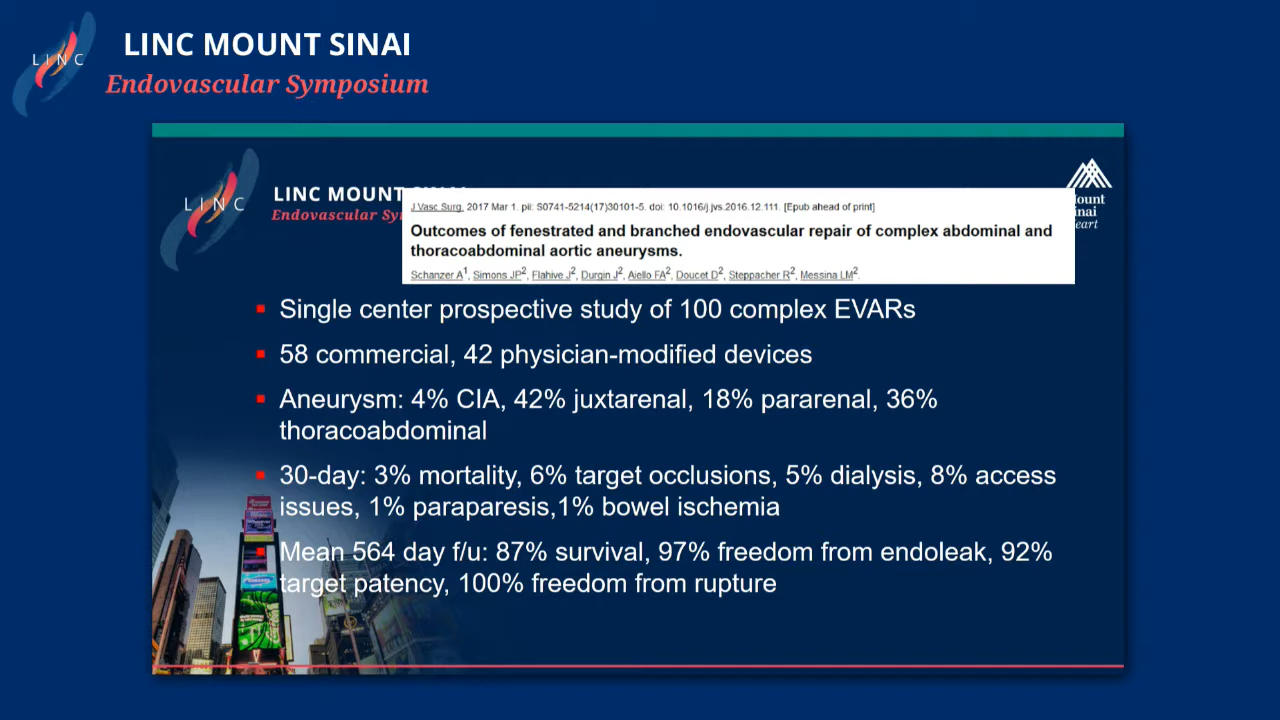 LINC
LINC MOUNT SINAI
Endovascular Symposium
LINC
LINC MOUNT SINAI
Endovascular Sy
ount
inai
eart
J Vasc Surg. 2017 Mar 1. pii: S0741-5214(17)30101-5. doi: 10.1016/j.jvs.2016.12.111. [Epub ahead of print]
Outcomes of fenestrated and branched endovascular repair of complex abdominal and
thoracoabdominal aortic aneurysms.
Schanzer A1, Simons JP2, Flahive J2, Durgin J2, Aiello FA2, Doucet D2, Steppacher R2, Messina LM2.
Single center prospective study of 100 complex EVARs
58 commercial, 42 physician-modified devices
Aneurysm: 4% CIA, 42% juxtarenal, 18% pararenal, 36%
thoracoabdominal
30-day: 3% mortality, 6% target occlusions, 5% dialysis, 8% access
issues, 1% paraparesis,1% bowel ischemia
Mean 564 day f/u: 87% survival, 97% freedom from endoleak, 92%
target patency, 100% freedom from rupture